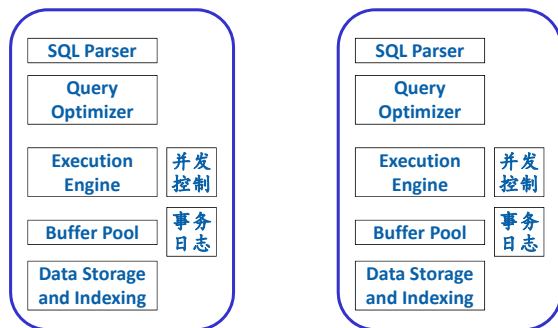 SQL Parser
Query
Optimizer
Execution
Engine
并发
控制
Buffer Pool
事务
日志
Data Storage
and Indexing
SQL Parser
Query
Optimizer
Execution
Engine
并发
控制
Buffer Pool
事务
日志
Data Storage
and Indexing